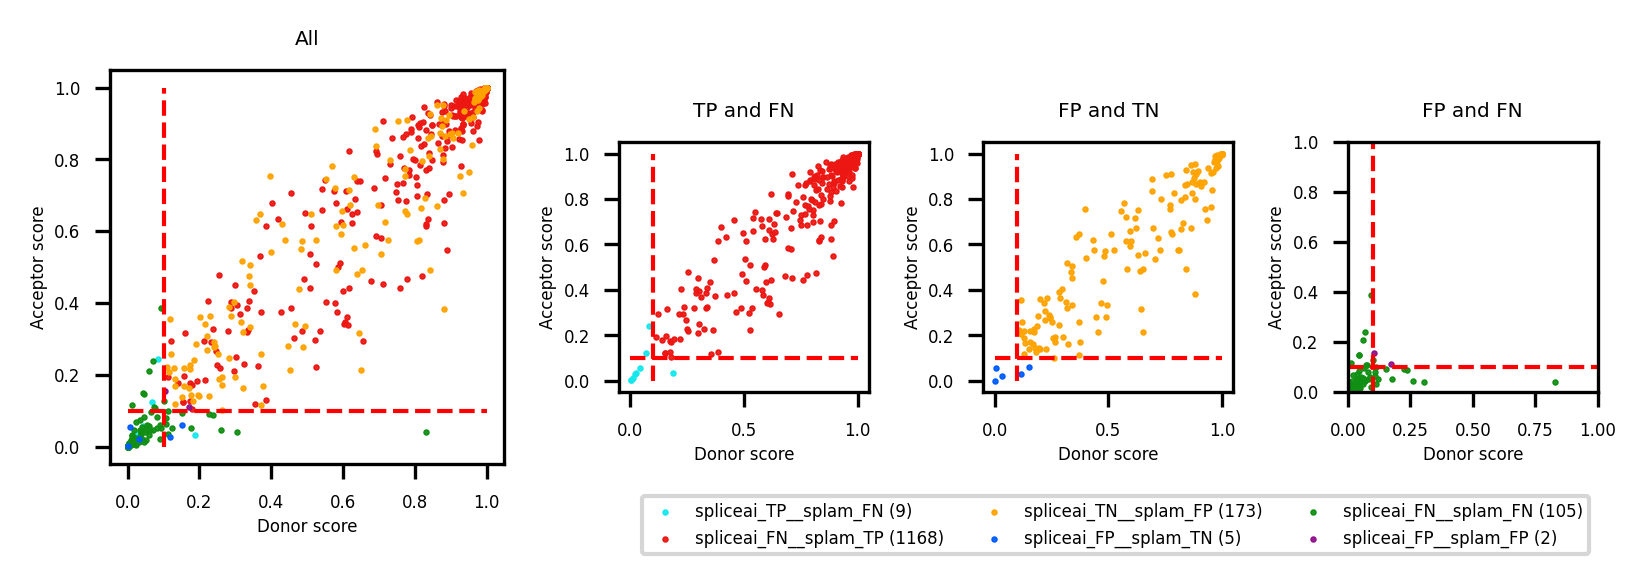 All
Acceptor score
1.0
0.8
0.6
0.4
0.2
0.0
0.0 0.2 0.4 0.6 0.8 1.0
Donor score
TP and FN
Acceptor score
1.0
0.8
0.6
0.4
0.2
0.0
0.0 0.5 1.0
Donor score
FP and TN
Acceptor score
1.0
0.8
0.6
0.4
0.2
0.0
0.0 0.5 1.0
Donor score
FP and FN
Acceptor score
1.0
0.8
0.6
0.4
0.2
0.0
0.00 0.25 0.50 0.75 1.00
Donor score
spliceai_TP__splam_FN (9)
spliceai_FN__splam_TP (1168)
spliceai_TN__splam_FP (173)
spliceai_FP__splam_TN (5)
spliceai_FN__splam_FN (105)
spliceai_FP__splam_FP (2)